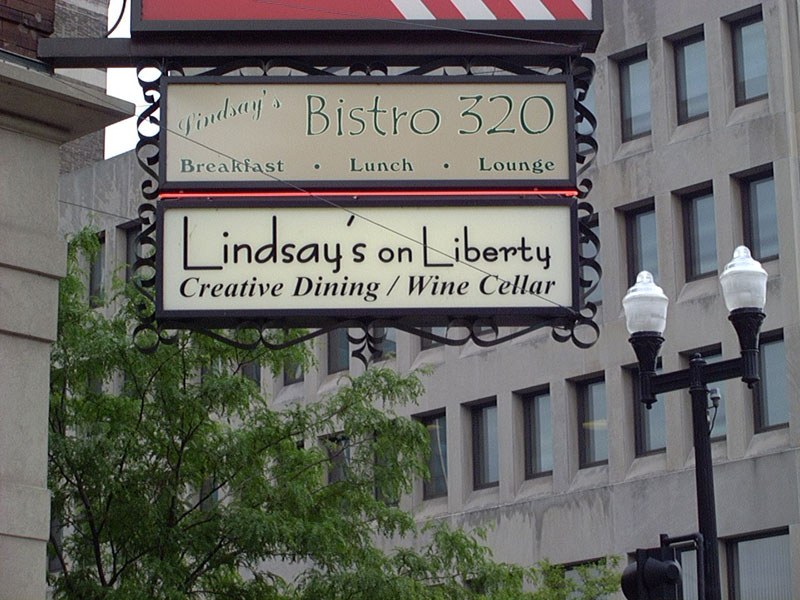 Lindsay's Bistro 320
Breakfast • Lunch • Lounge
Lindsay's on Liberty
Creative Dining / Wine Cellar